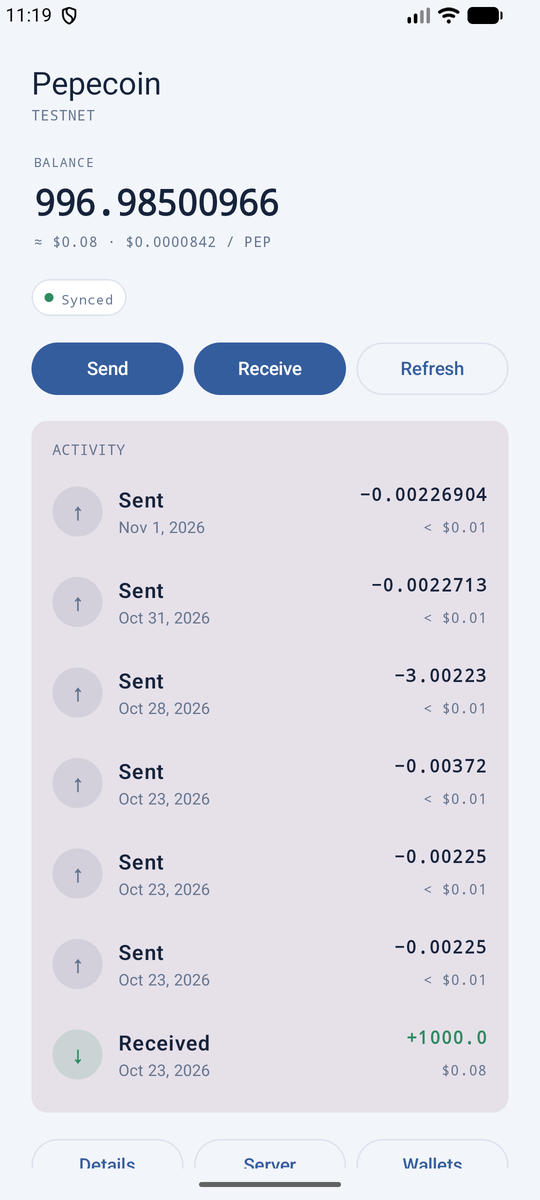 11:19
Pepecoin
TESTNET
BALANCE
996.98500966
≈ $0.08 · $0.0000842 / PEP
Synced
Send Receive Refresh
ACTIVITY
↑ Sent −0.00226904
Nov 1, 2026 < $0.01
↑ Sent −0.0022713
Oct 31, 2026 < $0.01
↑ Sent −3.00223
Oct 28, 2026 < $0.01
↑ Sent −0.00372
Oct 23, 2026 < $0.01
↑ Sent −0.00225
Oct 23, 2026 < $0.01
↑ Sent −0.00225
Oct 23, 2026 < $0.01
↓ Received +1000.0
Oct 23, 2026 $0.08
Details Server Wallets